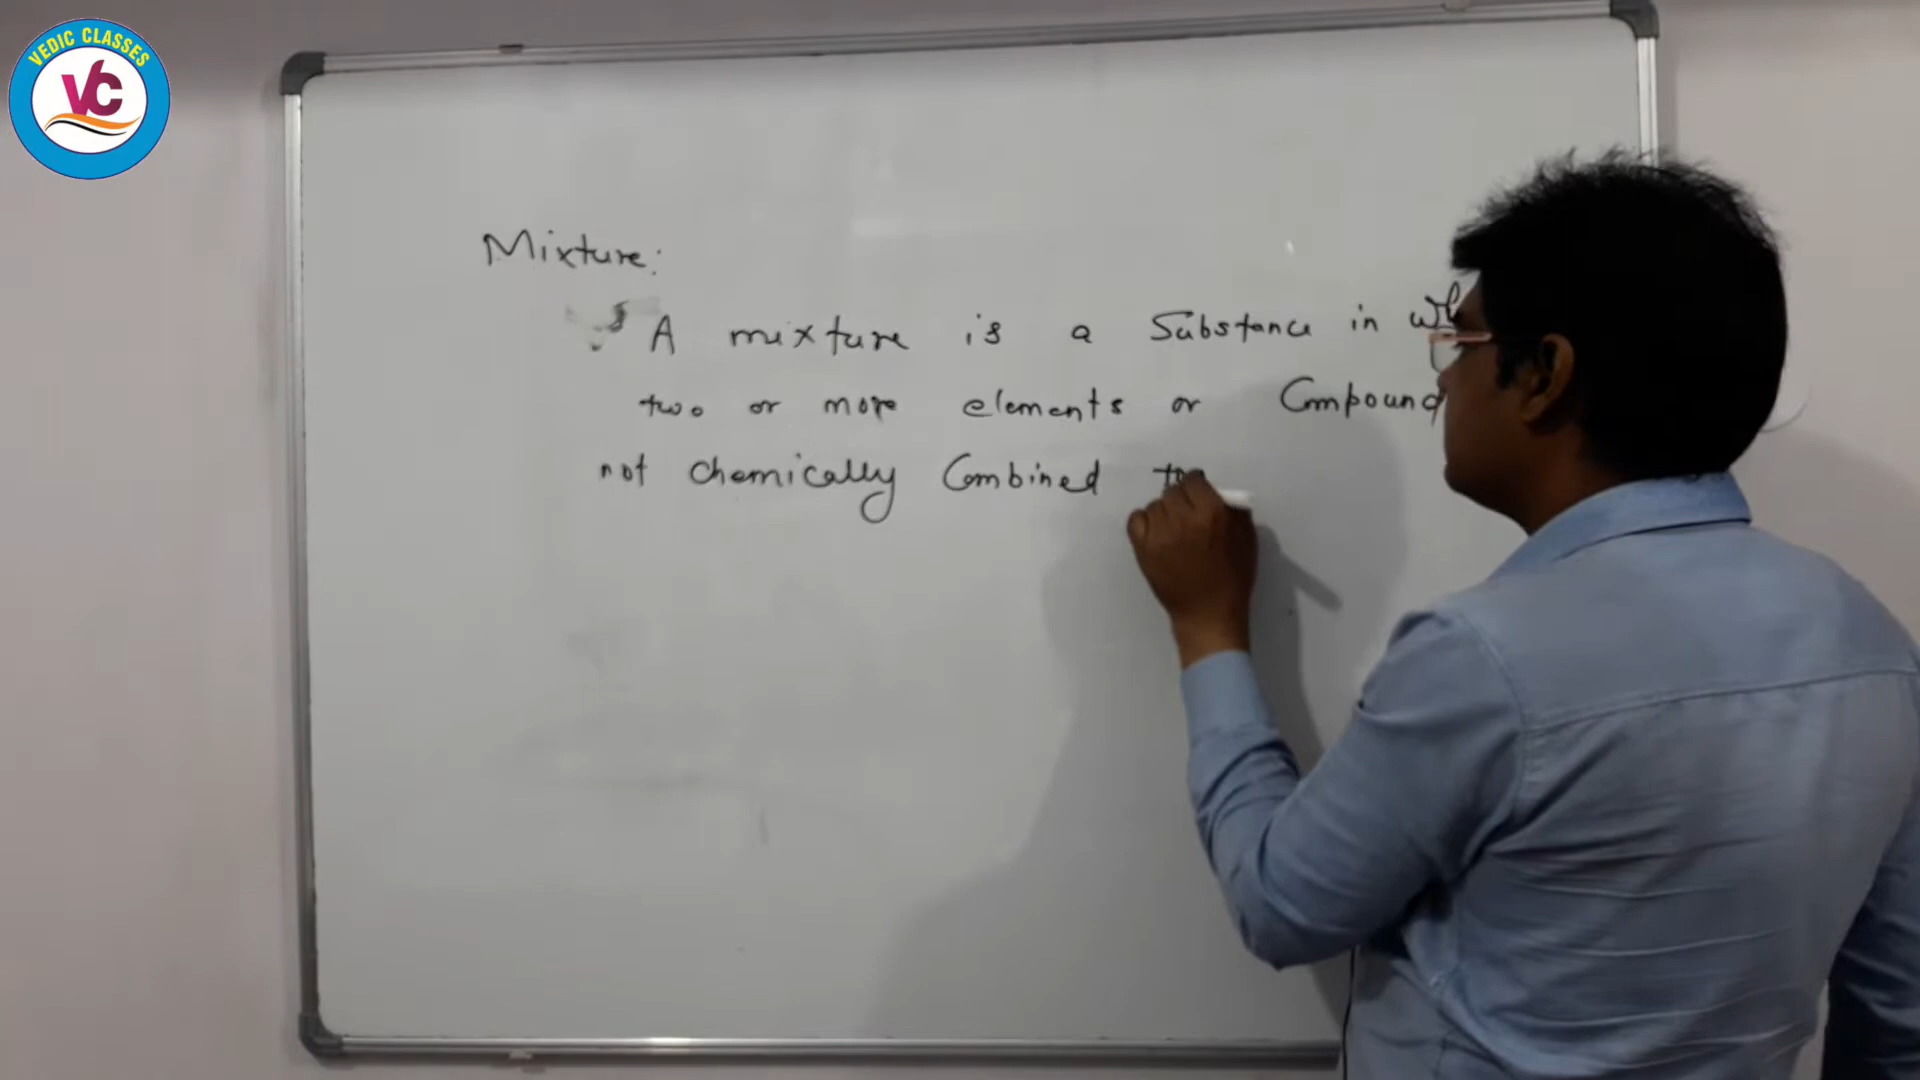 VEDIC CLASSES
VC
Mixture:
A mixture is a Substance in
two or more elements or Compound
not chemically Combined